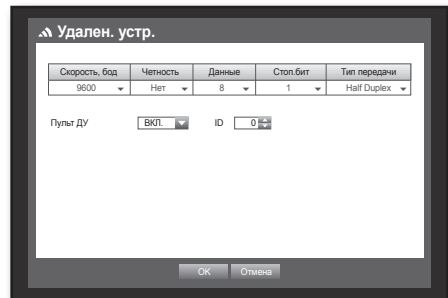 Удален. устр.
Скорость, бод Четность Данные Стоп.бит Тип передачи
9600 Нет 8 1 Half Duplex
Пульт ДУ ВКЛ. ID 0
OK Отмена